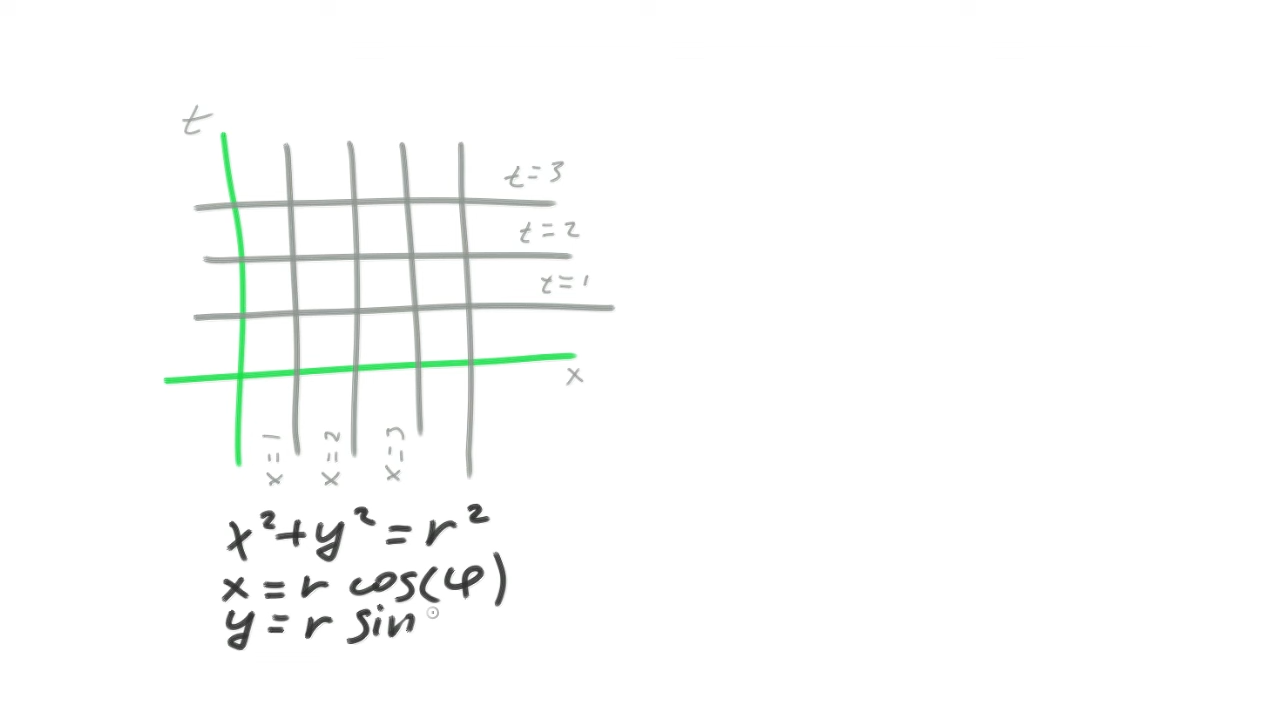 t
t=3
t=2
t=1
x
x=1
x=2
x=3
x²+y²=r²
x=r cos(φ)
y=r sin